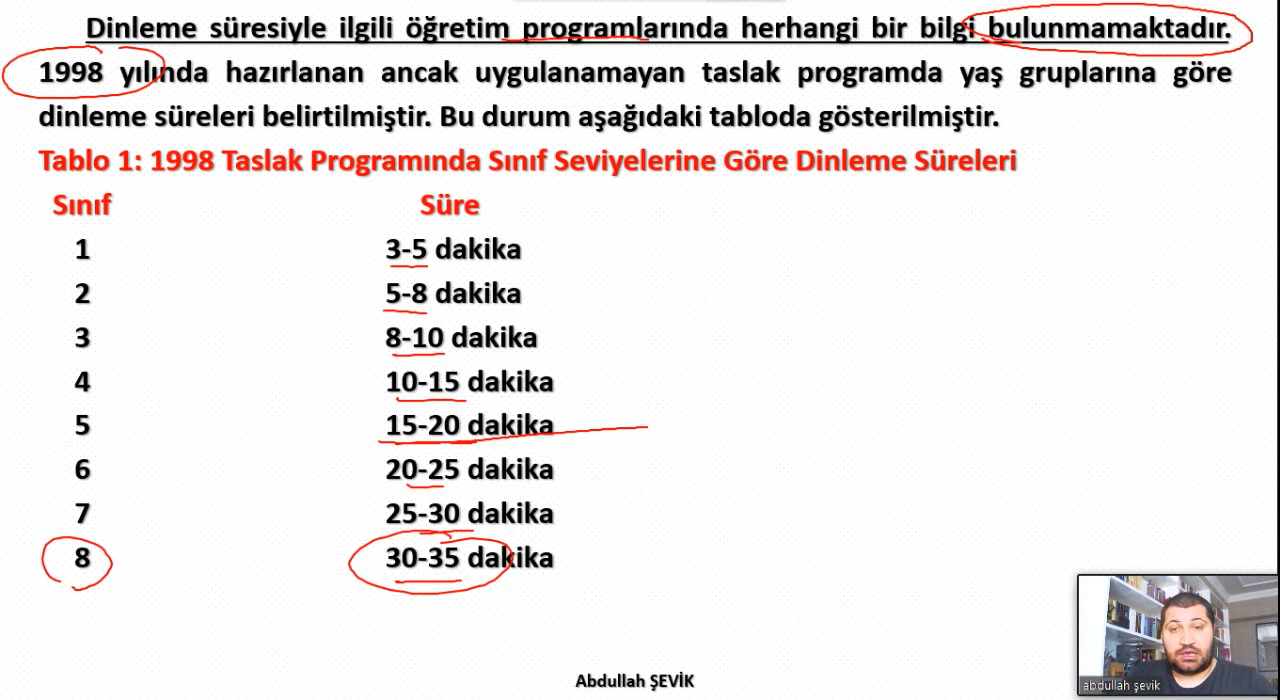 Dinleme süresiyle ilgili öğretim programlarında herhangi bir bilgi bulunmamaktadır.
1998 yılında hazırlanan ancak uygulanamayan taslak programda yaş gruplarına göre
dinleme süreleri belirtilmiştir. Bu durum aşağıdaki tabloda gösterilmiştir.
Tablo 1: 1998 Taslak Programında Sınıf Seviyelerine Göre Dinleme Süreleri
Sınıf Süre
1 3-5 dakika
2 5-8 dakika
3 8-10 dakika
4 10-15 dakika
5 15-20 dakika
6 20-25 dakika
7 25-30 dakika
8 30-35 dakika
abdullah şevik
Abdullah ŞEVİK